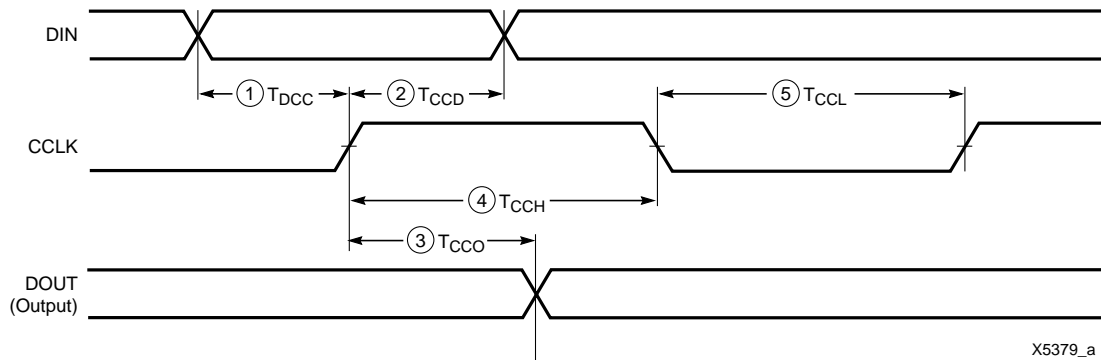 DIN
① TDCC
② TCCD
⑤ TCCL
CCLK
④ TCCH
③ TCCO
DOUT
(Output)
X5379_a